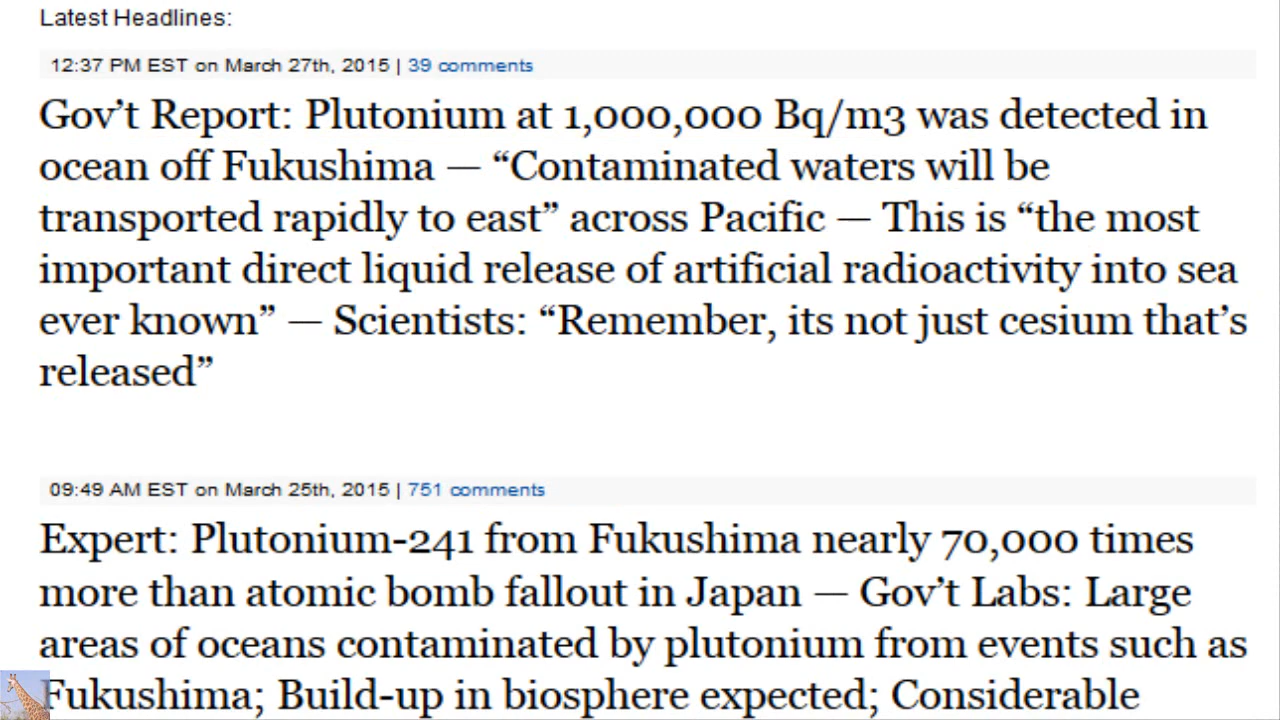 Latest Headlines:
12:37 PM EST on March 27th, 2015 | 39 comments
Gov’t Report: Plutonium at 1,000,000 Bq/m3 was detected in
ocean off Fukushima — “Contaminated waters will be
transported rapidly to east” across Pacific — This is “the most
important direct liquid release of artificial radioactivity into sea
ever known” — Scientists: “Remember, its not just cesium that’s
released”
09:49 AM EST on March 25th, 2015 | 751 comments
Expert: Plutonium-241 from Fukushima nearly 70,000 times
more than atomic bomb fallout in Japan — Gov’t Labs: Large
areas of oceans contaminated by plutonium from events such as
Fukushima; Build-up in biosphere expected; Considerable